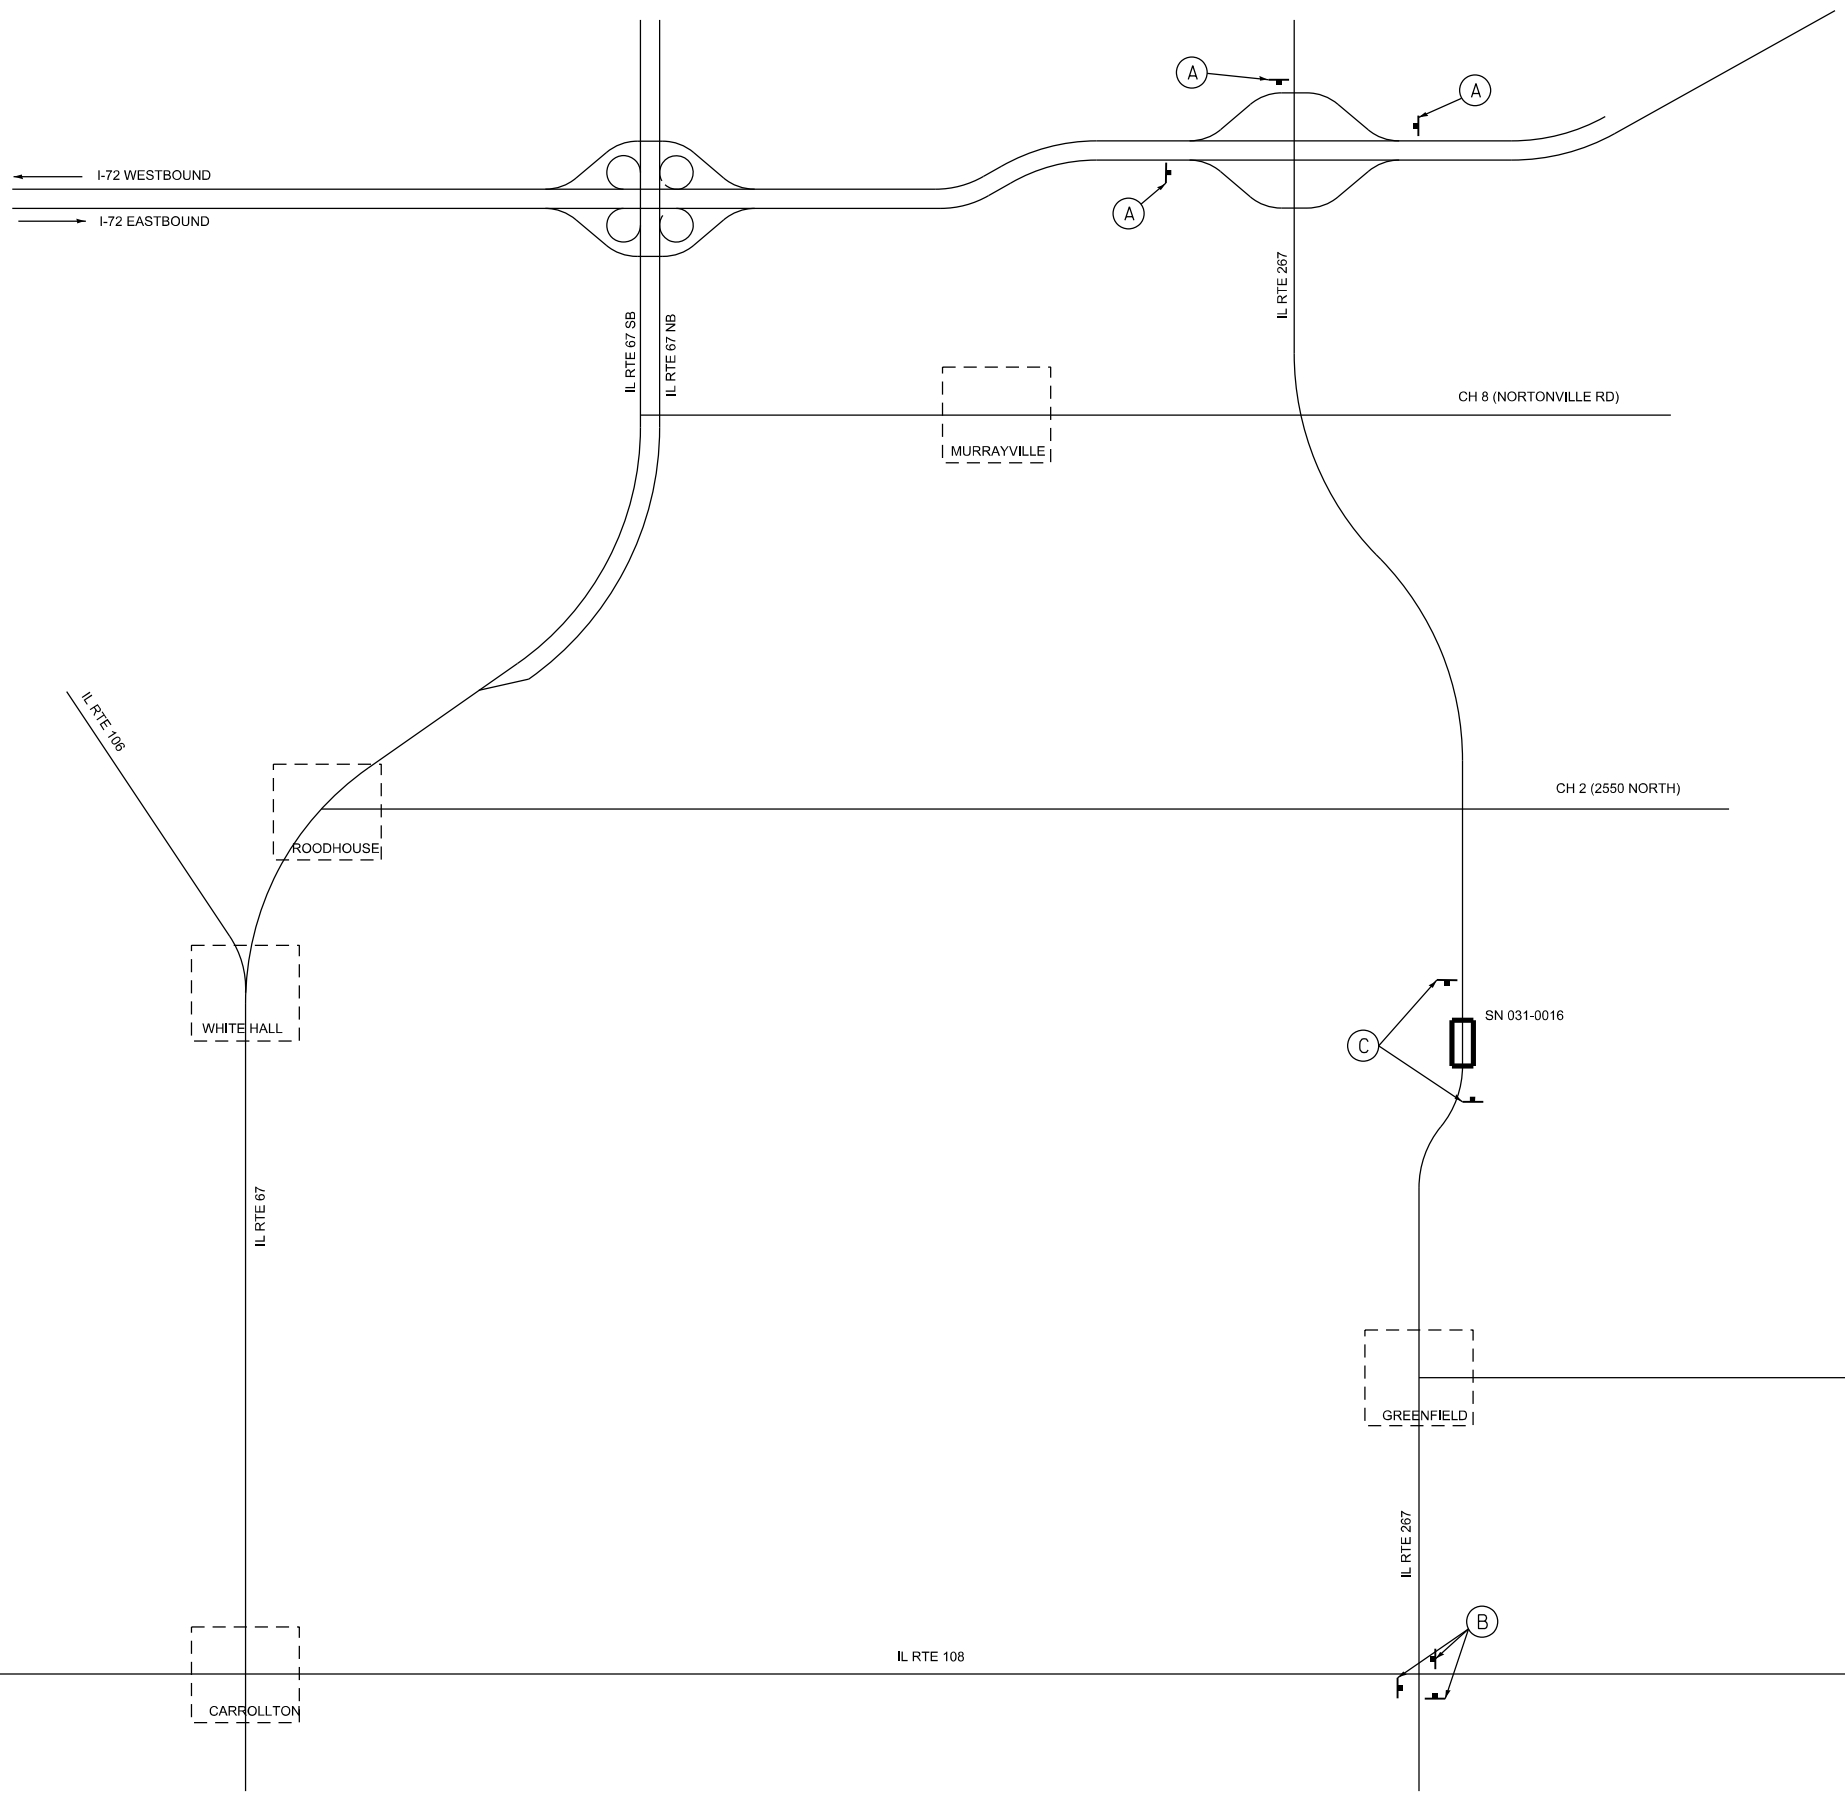 A
A
I-72 WESTBOUND
A
I-72 EASTBOUND
IL RTE 267
IL RTE 67 SB
IL RTE 67 NB
CH 8 (NORTONVILLE RD)
MURRAYVILLE
IL RTE 106
CH 2 (2550 NORTH)
ROODHOUSE
SN 031-0016
WHITE HALL
C
IL RTE 67
GREENFIELD
IL RTE 267
B
IL RTE 108
CARROLLTON